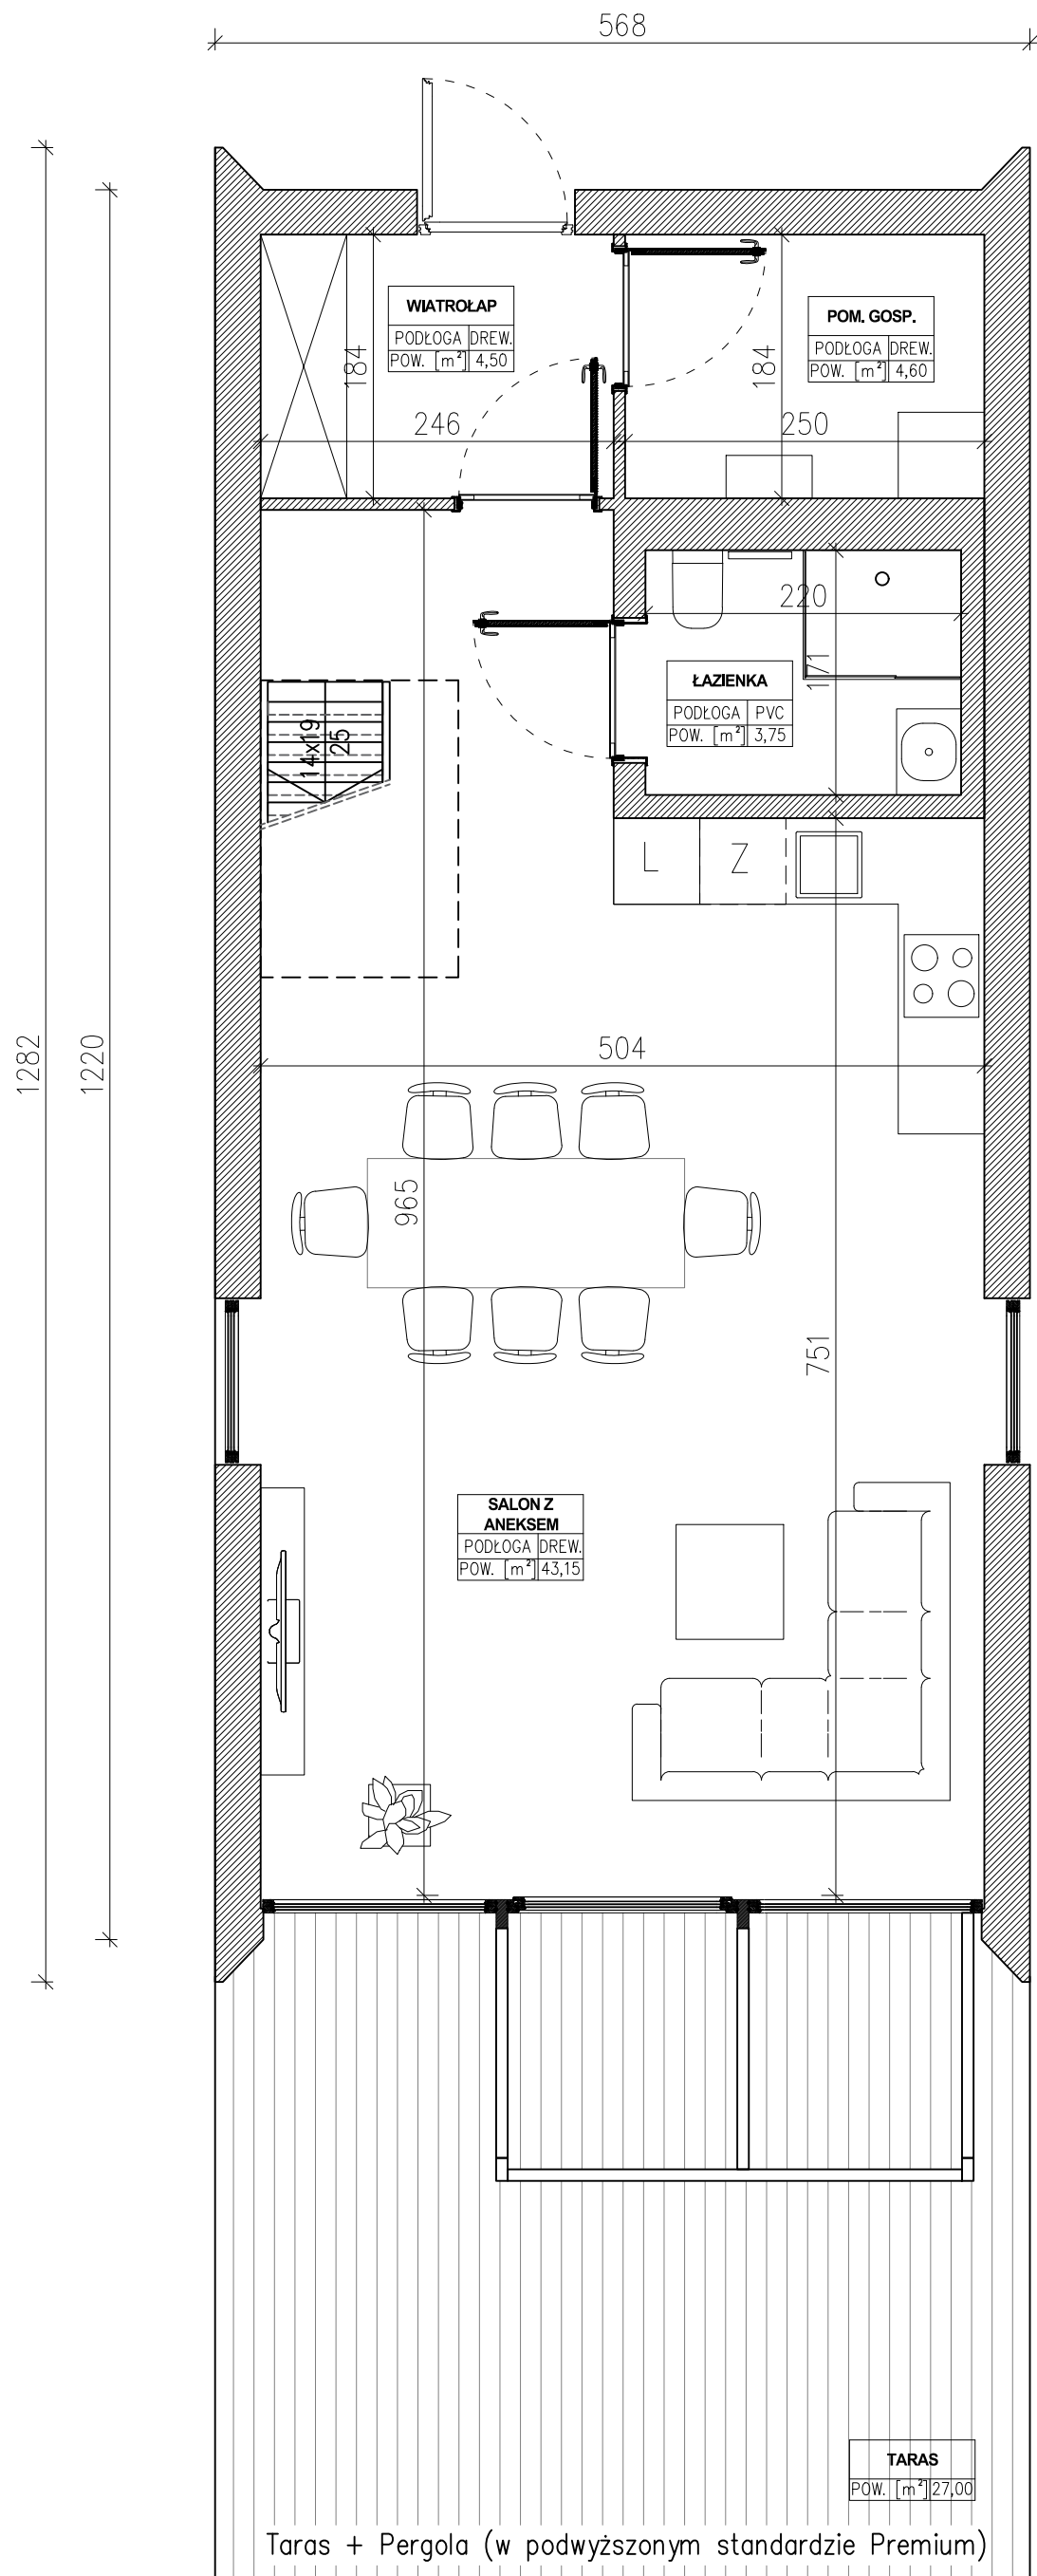 568
WIATROŁAP
PODŁOGA DREW.
POW. [m²] 4,50
POM. GOSP.
PODŁOGA DREW.
POW. [m²] 4,60
184
184
246
250
220
171
ŁAZIENKA
PODŁOGA PVC
POW. [m²] 3,75
14x19
25
L
Z
504
1282
1220
965
751
SALON Z
ANEKSEM
PODŁOGA DREW.
POW. [m²] 43,15
TARAS
POW. [m²] 27,00
Taras + Pergola (w podwyższonym standardzie Premium)